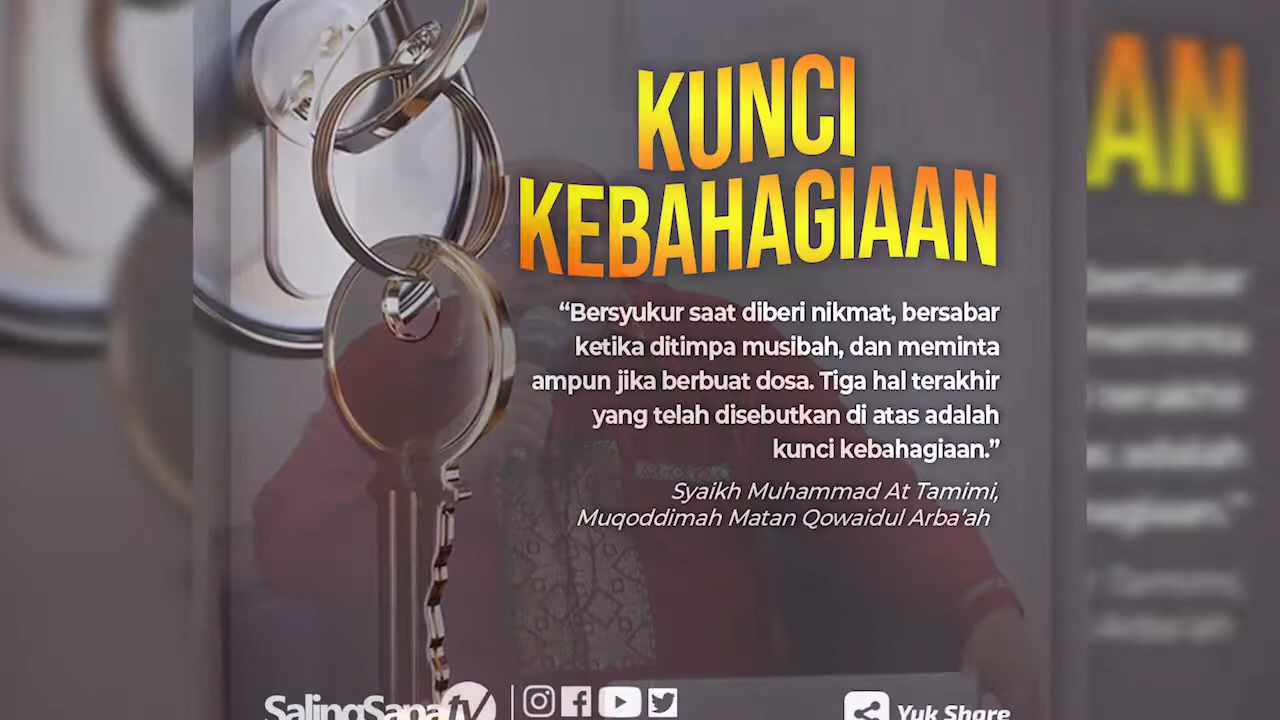 KUNCI
KEBAHAGIAAN
“Bersyukur saat diberi nikmat, bersabar
ketika ditimpa musibah, dan meminta
ampun jika berbuat dosa. Tiga hal terakhir
yang telah disebutkan di atas adalah
kunci kebahagiaan.”
Syaikh Muhammad At Tamimi,
Muqoddimah Matan Qowaidul Arba’ah
SalingSapa tv
Yuk Share